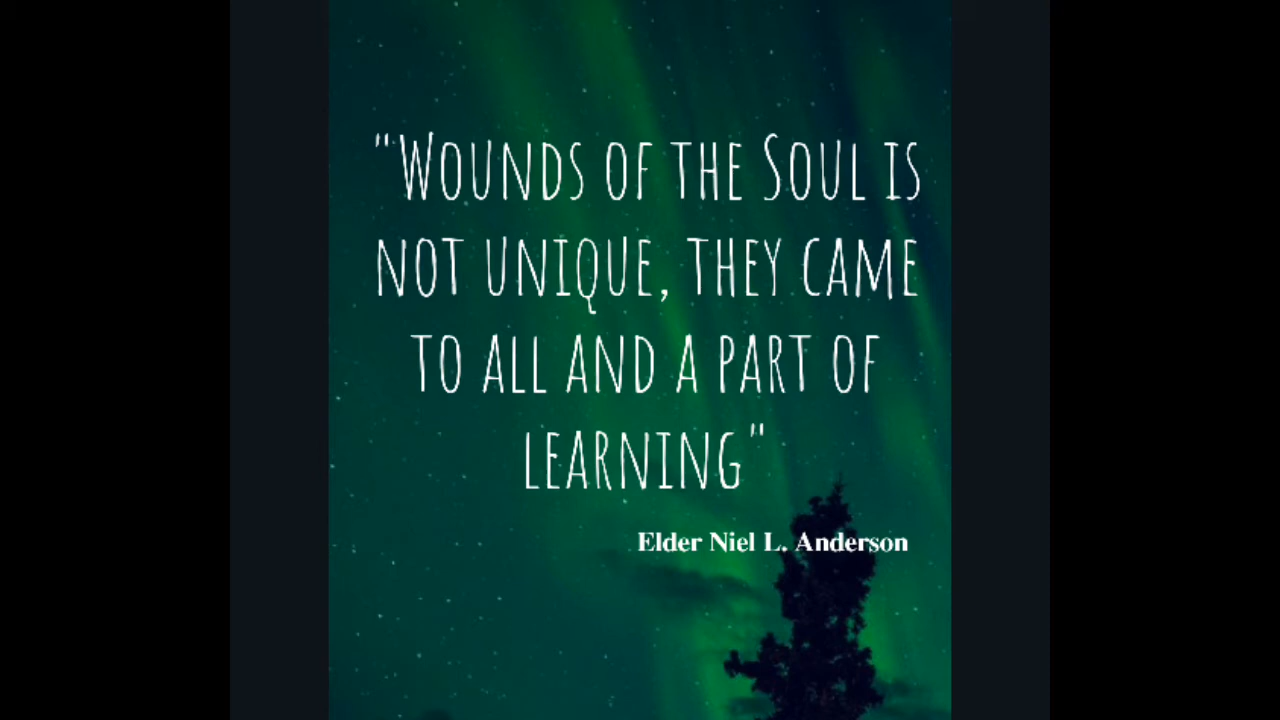 "Wounds of the Soul is
not unique, they came
to all and a part of
learning"
Elder Niel L. Anderson